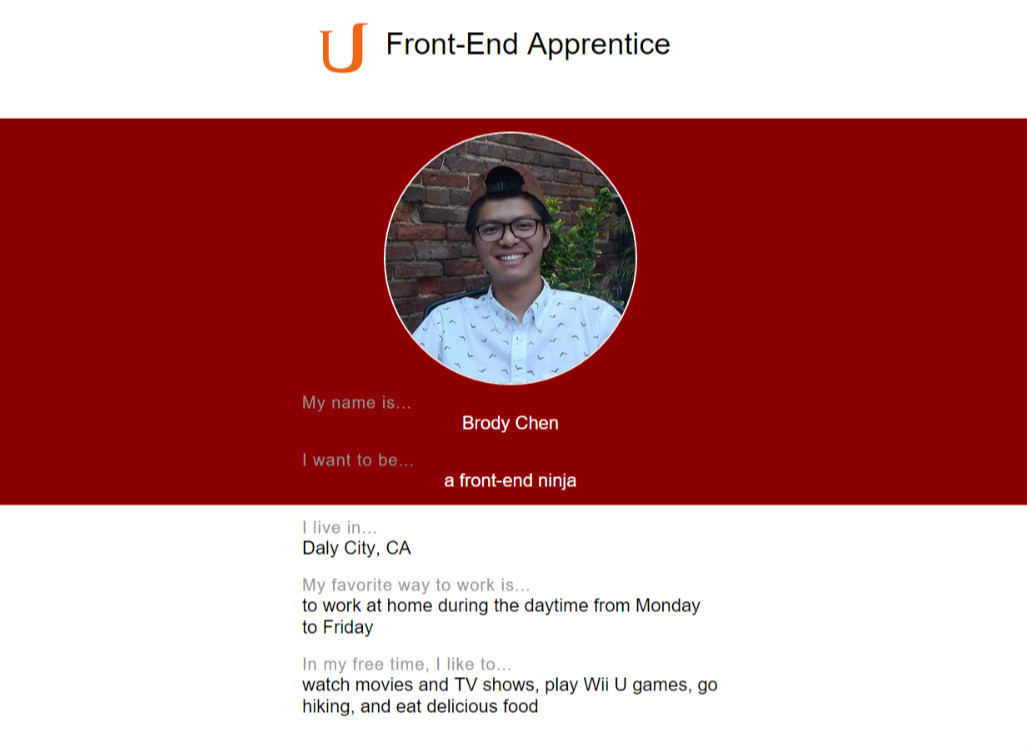 U Front-End Apprentice
My name is...
Brody Chen
I want to be...
a front-end ninja
I live in...
Daly City, CA
My favorite way to work is...
to work at home during the daytime from Monday
to Friday
In my free time, I like to...
watch movies and TV shows, play Wii U games, go
hiking, and eat delicious food